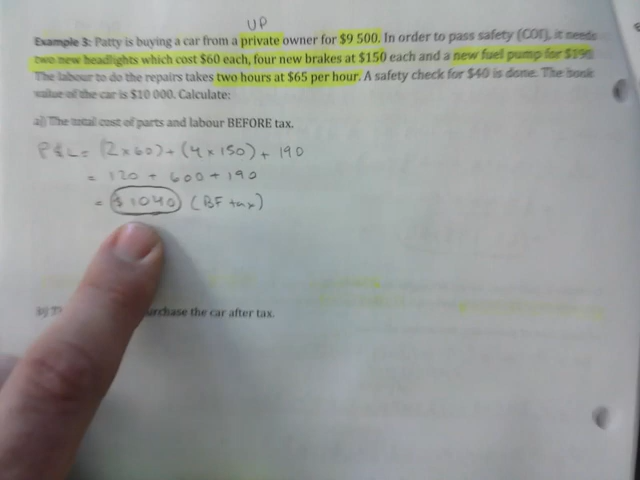 UP
Example 3: Patty is buying a car from a private owner for $9 500. In order to pass safety (COI), it needs
two new headlights which cost $60 each, four new brakes at $150 each and a new fuel pump for $190.
The labour to do the repairs takes two hours at $65 per hour. A safety check for $40 is done. The book
value of the car is $10 000. Calculate:
a) The total cost of parts and labour BEFORE tax.
P & L = (2 x 60) + (4 x 150) + 190
= 120 + 600 + 190
= $1040 (BF tax)
purchase the car after tax.